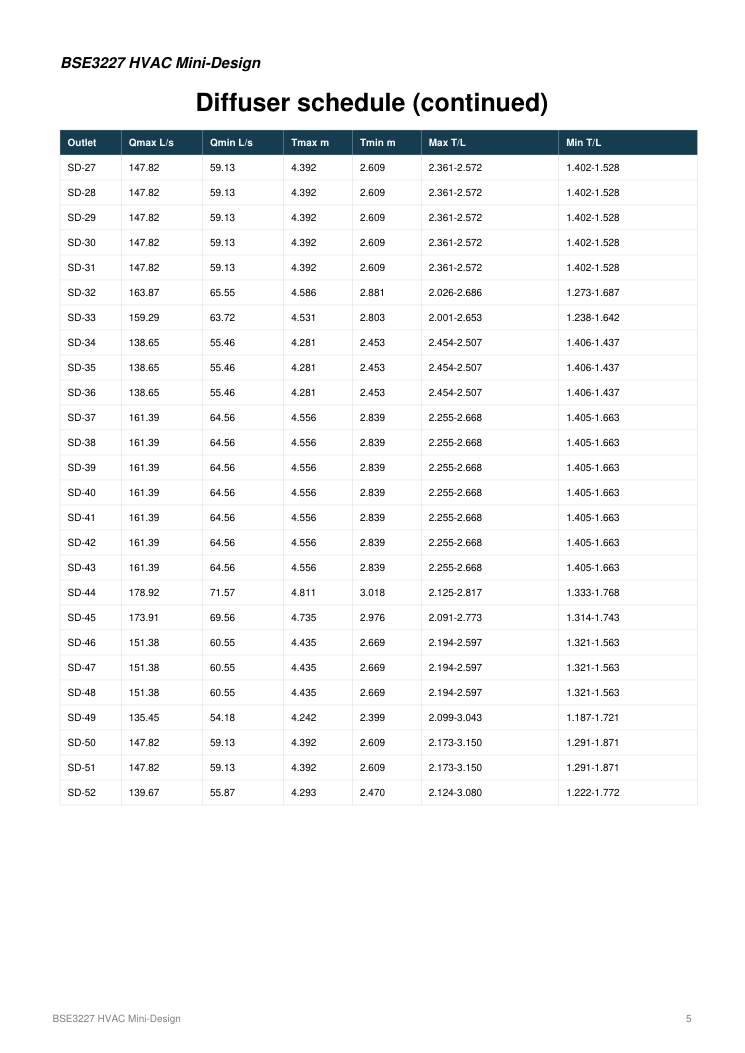 BSE3227 HVAC Mini-Design
Diffuser schedule (continued)
Outlet Qmax L/s Qmin L/s Tmax m Tmin m Max T/L Min T/L
SD-27 147.82 59.13 4.392 2.609 2.361-2.572 1.402-1.528
SD-28 147.82 59.13 4.392 2.609 2.361-2.572 1.402-1.528
SD-29 147.82 59.13 4.392 2.609 2.361-2.572 1.402-1.528
SD-30 147.82 59.13 4.392 2.609 2.361-2.572 1.402-1.528
SD-31 147.82 59.13 4.392 2.609 2.361-2.572 1.402-1.528
SD-32 163.87 65.55 4.586 2.881 2.026-2.686 1.273-1.687
SD-33 159.29 63.72 4.531 2.803 2.001-2.653 1.238-1.642
SD-34 138.65 55.46 4.281 2.453 2.454-2.507 1.406-1.437
SD-35 138.65 55.46 4.281 2.453 2.454-2.507 1.406-1.437
SD-36 138.65 55.46 4.281 2.453 2.454-2.507 1.406-1.437
SD-37 161.39 64.56 4.556 2.839 2.255-2.668 1.405-1.663
SD-38 161.39 64.56 4.556 2.839 2.255-2.668 1.405-1.663
SD-39 161.39 64.56 4.556 2.839 2.255-2.668 1.405-1.663
SD-40 161.39 64.56 4.556 2.839 2.255-2.668 1.405-1.663
SD-41 161.39 64.56 4.556 2.839 2.255-2.668 1.405-1.663
SD-42 161.39 64.56 4.556 2.839 2.255-2.668 1.405-1.663
SD-43 161.39 64.56 4.556 2.839 2.255-2.668 1.405-1.663
SD-44 178.92 71.57 4.811 3.018 2.125-2.817 1.333-1.768
SD-45 173.91 69.56 4.735 2.976 2.091-2.773 1.314-1.743
SD-46 151.38 60.55 4.435 2.669 2.194-2.597 1.321-1.563
SD-47 151.38 60.55 4.435 2.669 2.194-2.597 1.321-1.563
SD-48 151.38 60.55 4.435 2.669 2.194-2.597 1.321-1.563
SD-49 135.45 54.18 4.242 2.399 2.099-3.043 1.187-1.721
SD-50 147.82 59.13 4.392 2.609 2.173-3.150 1.291-1.871
SD-51 147.82 59.13 4.392 2.609 2.173-3.150 1.291-1.871
SD-52 139.67 55.87 4.293 2.470 2.124-3.080 1.222-1.772
BSE3227 HVAC Mini-Design 5